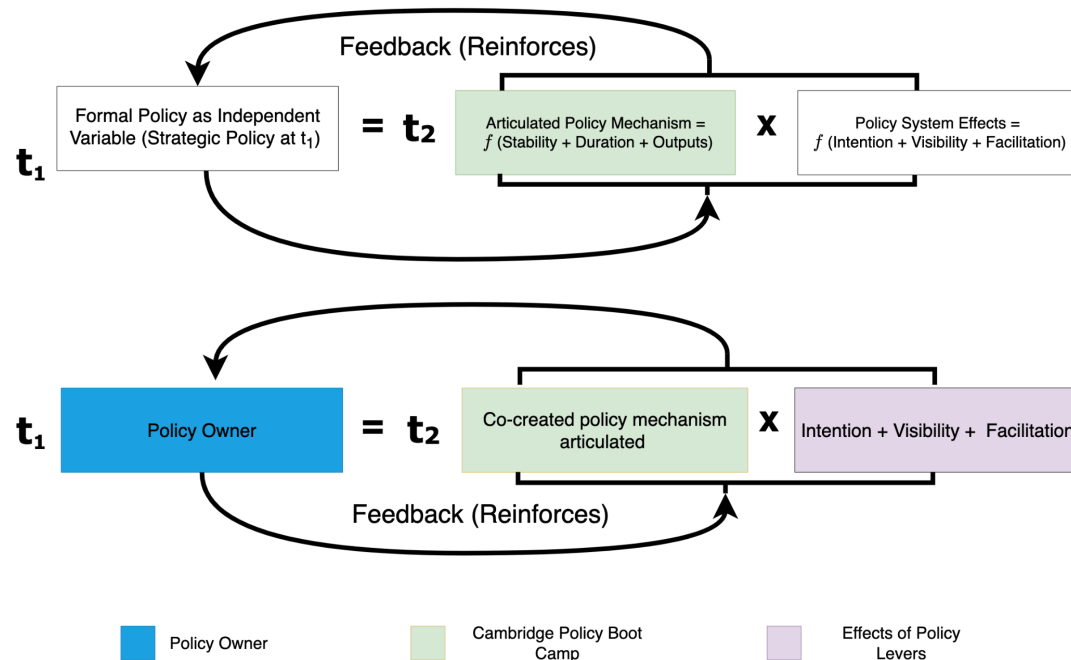 Feedback (Reinforces)
Formal Policy as Independent
Variable (Strategic Policy at t₁)
t₁
= t₂
Articulated Policy Mechanism =
f (Stability + Duration + Outputs)
x
Policy System Effects =
f (Intention + Visibility + Facilitation)
t₁
Policy Owner
= t₂
Co-created policy mechanism
articulated
x
Intention + Visibility + Facilitation
Feedback (Reinforces)
Policy Owner
Cambridge Policy Boot
Camp
Effects of Policy
Levers